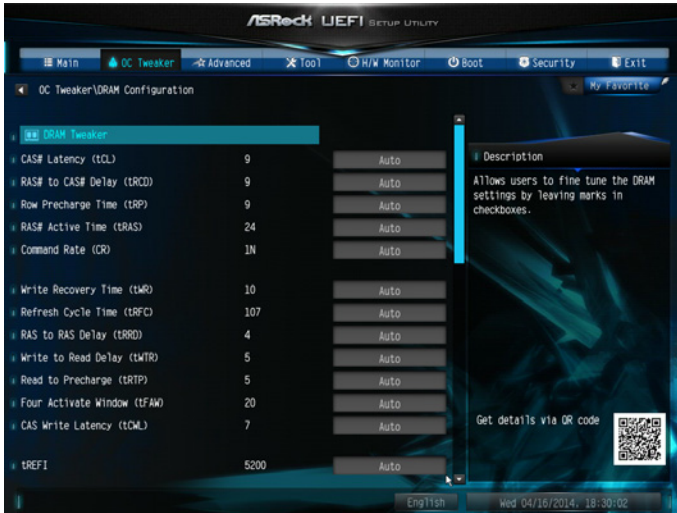 ASRock UEFI SETUP UTILITY
Main OC Tweaker Advanced Tool H/W Monitor Boot Security Exit
OC Tweaker\DRAM Configuration
My Favorite
DRAM Tweaker
CAS# Latency (tCL) 9 Auto
RAS# to CAS# Delay (tRCD) 9 Auto
Row Precharge Time (tRP) 9 Auto
RAS# Active Time (tRAS) 24 Auto
Command Rate (CR) 1N Auto
Write Recovery Time (tWR) 10 Auto
Refresh Cycle Time (tRFC) 107 Auto
RAS to RAS Delay (tRRD) 4 Auto
Write to Read Delay (tWTR) 5 Auto
Read to Precharge (tRTP) 5 Auto
Four Activate Window (tFAW) 20 Auto
CAS Write Latency (tCWL) 7 Auto
tREFI 5200 Auto
Description
Allows users to fine tune the DRAM
settings by leaving marks in
checkboxes.
Get details via QR code
English
Wed 04/16/2014, 18:30:02